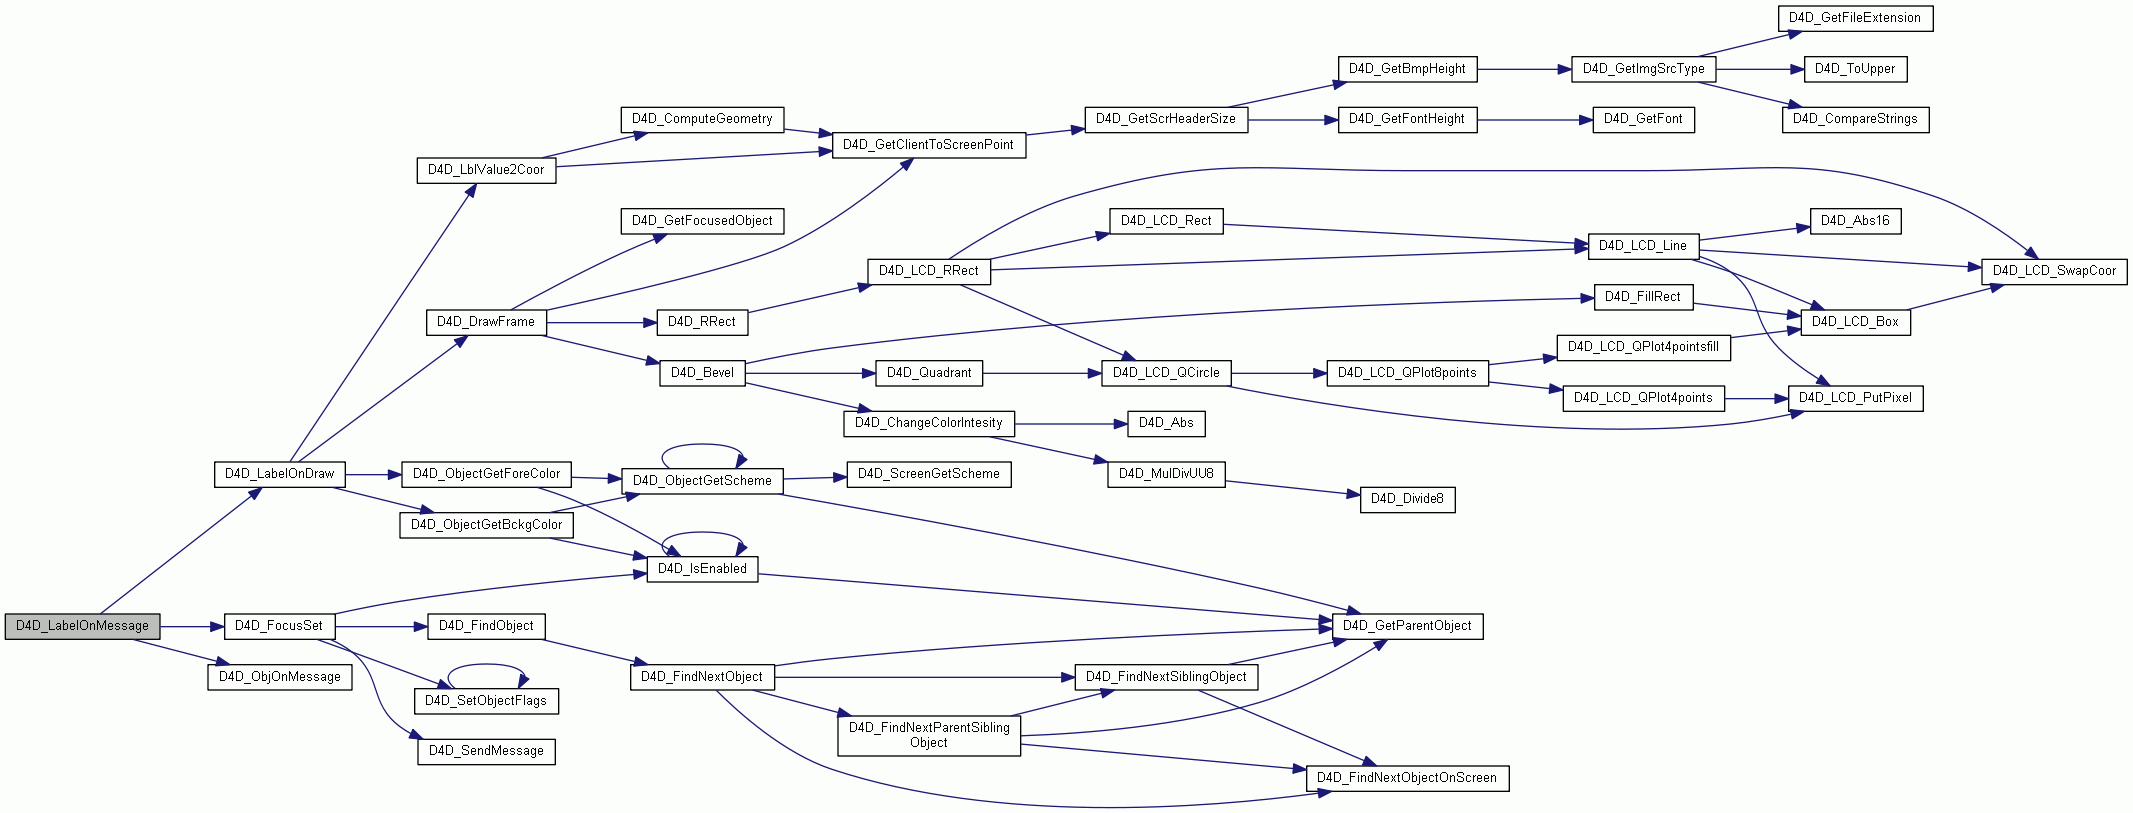 D4D_GetFileExtension
D4D_GetBmpHeight
D4D_GetImgSrcType
D4D_ToUpper
D4D_ComputeGeometry
D4D_GetScrHeaderSize
D4D_GetFontHeight
D4D_GetFont
D4D_CompareStrings
D4D_GetClientToScreenPoint
D4D_LblValue2Coor
D4D_GetFocusedObject
D4D_LCD_Rect
D4D_Abs16
D4D_LCD_Line
D4D_LCD_RRect
D4D_LCD_SwapCoor
D4D_FillRect
D4D_DrawFrame
D4D_RRect
D4D_LCD_Box
D4D_LCD_QPlot4pointsfill
D4D_Bevel
D4D_Quadrant
D4D_LCD_QCircle
D4D_LCD_QPlot8points
D4D_LCD_QPlot4points
D4D_LCD_PutPixel
D4D_ChangeColorIntesity
D4D_Abs
D4D_LabelOnDraw
D4D_ObjectGetForeColor
D4D_ObjectGetScheme
D4D_ScreenGetScheme
D4D_MulDivUU8
D4D_Divide8
D4D_ObjectGetBckgColor
D4D_IsEnabled
D4D_LabelOnMessage
D4D_FocusSet
D4D_FindObject
D4D_GetParentObject
D4D_ObjOnMessage
D4D_FindNextObject
D4D_FindNextSiblingObject
D4D_SetObjectFlags
D4D_FindNextParentSibling
Object
D4D_SendMessage
D4D_FindNextObjectOnScreen